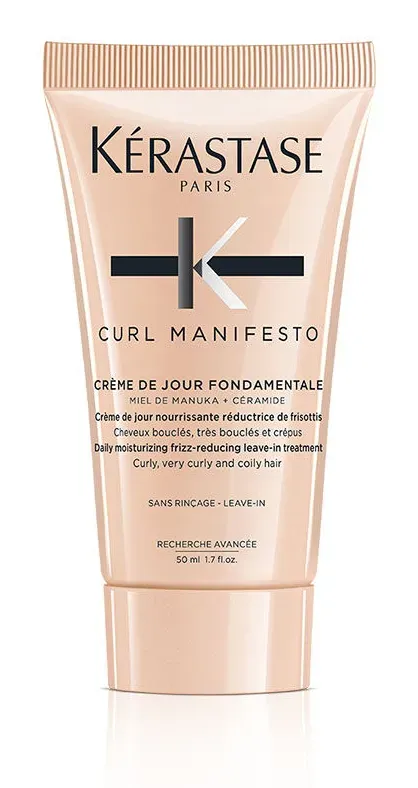 KÉRASTASE
PARIS
K
CURL MANIFESTO
CRÈME DE JOUR FONDAMENTALE
MIEL DE MANUKA + CÉRAMIDE
Crème de jour nourrissante réductrice de frisottis
Cheveux bouclés, très bouclés et crépus
Daily moisturizing frizz-reducing leave-in treatment
Curly, very curly and coily hair
SANS RINÇAGE - LEAVE-IN
RECHERCHE AVANCÉE
50 ml 1.7 fl.oz.